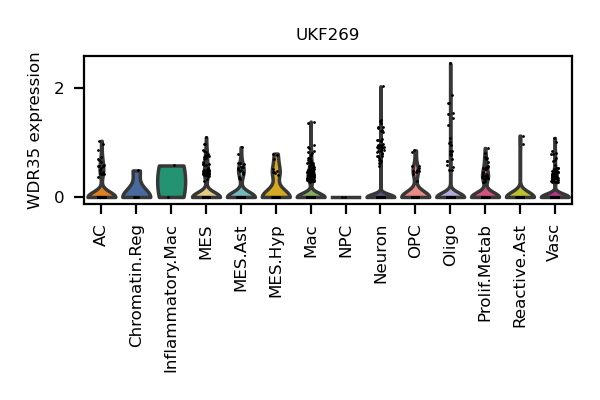 UKF269
WDR35 expression
2
0
AC
Chromatin.Reg
Inflammatory.Mac
MES
MES.Ast
MES.Hyp
Mac
NPC
Neuron
OPC
Oligo
Prolif.Metab
Reactive.Ast
Vasc